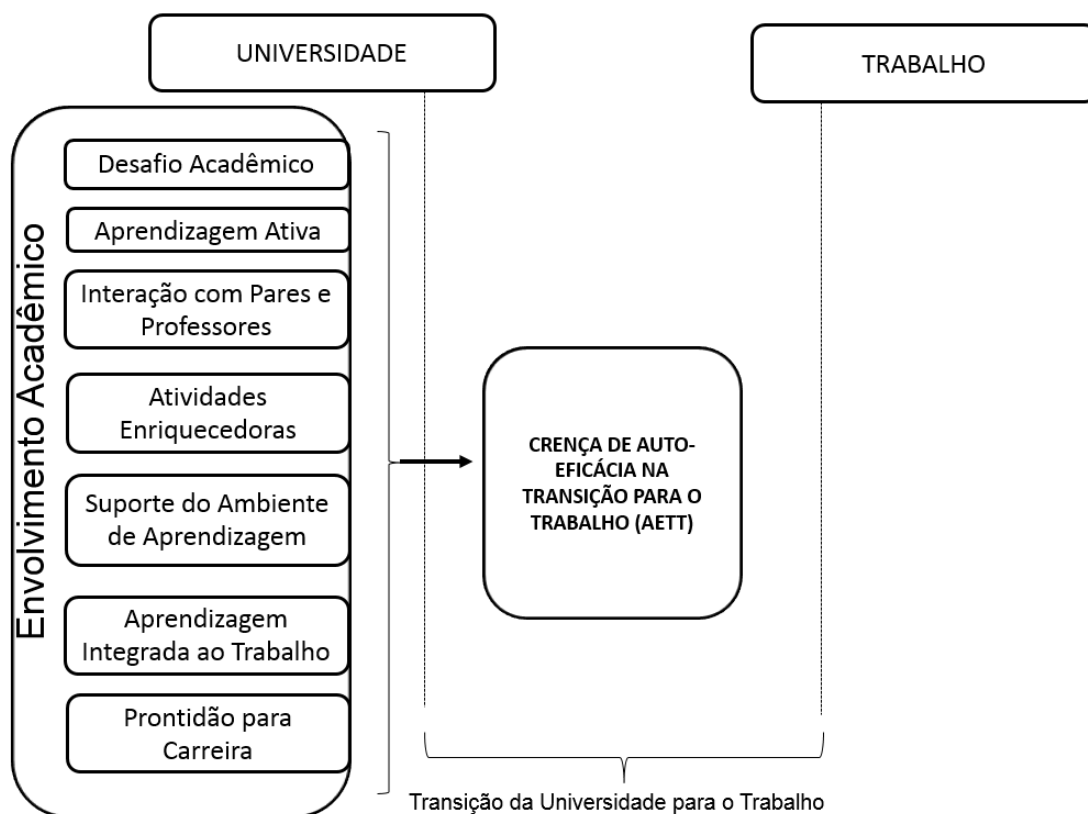 UNIVERSIDADE
TRABALHO
Envolvimento Acadêmico
Desafio Acadêmico
Aprendizagem Ativa
Interação com Pares e
Professores
Atividades
Enriquecedoras
Suporte do Ambiente
de Aprendizagem
Aprendizagem
Integrada ao Trabalho
Prontidão para
Carreira
CRENÇA DE AUTO-
EFICÁCIA NA
TRANSIÇÃO PARA O
TRABALHO (AETT)
Transição da Universidade para o Trabalho